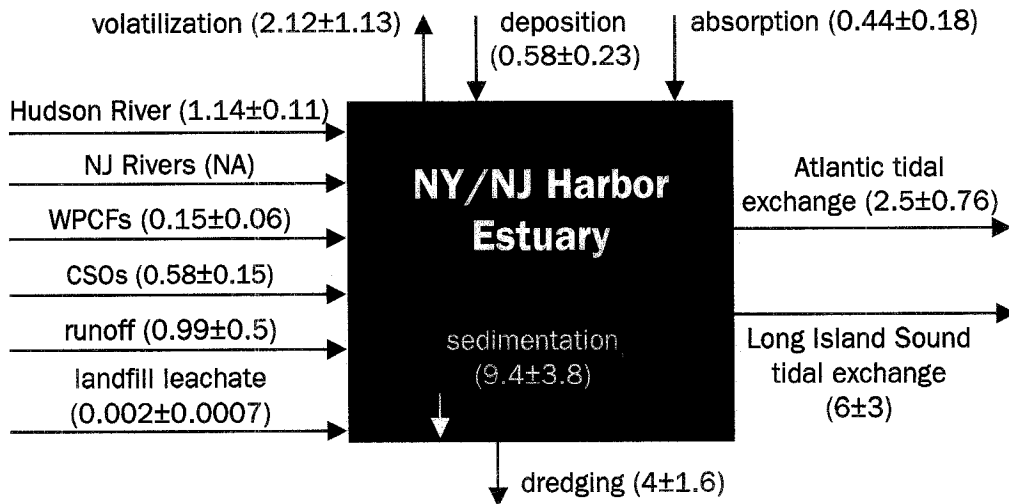 volatilization (2.12±1.13)
deposition
(0.58±0.23)
absorption (0.44±0.18)
Hudson River (1.14±0.11)
NJ Rivers (NA)
WPCFs (0.15±0.06)
CSOs (0.58±0.15)
runoff (0.99±0.5)
landfill leachate
(0.002±0.0007)
NY/NJ Harbor
Estuary
sedimentation
(9.4±3.8)
Atlantic tidal
exchange (2.5±0.76)
Long Island Sound
tidal exchange
(6±3)
dredging (4±1.6)